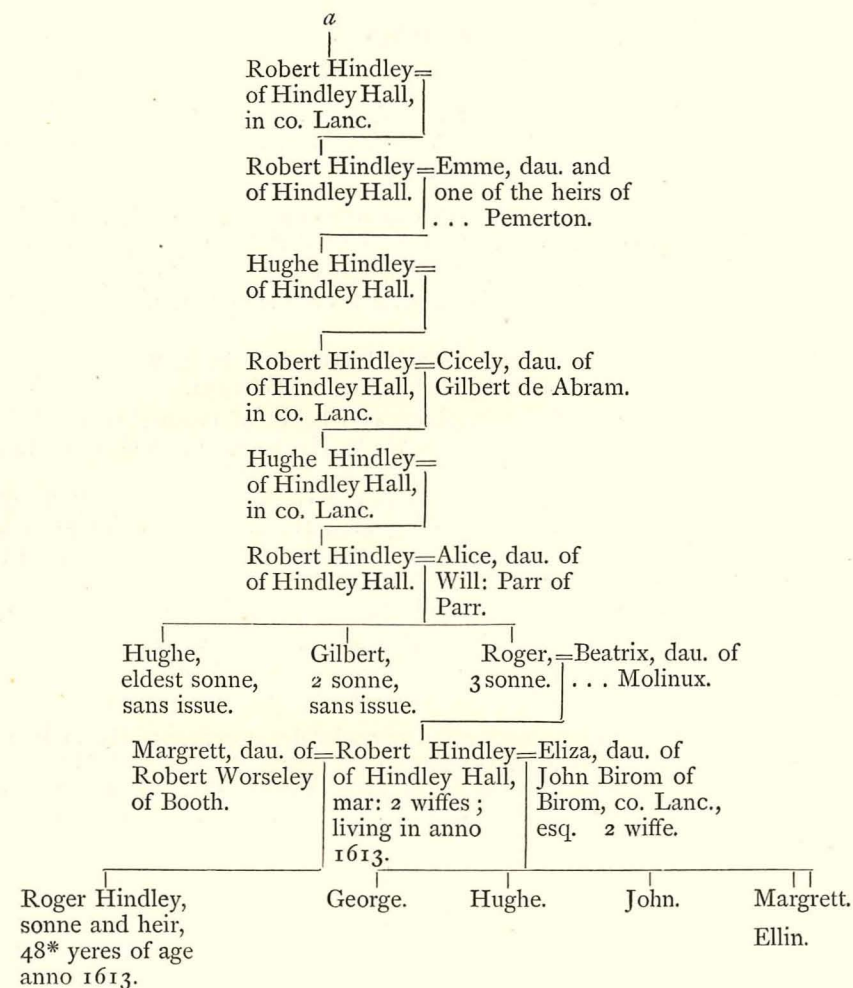 a
Robert Hindley=
of Hindley Hall,
in co. Lanc.
Robert Hindley=Emme, dau. and
of Hindley Hall. one of the heirs of
. . . Pemerton.
Hughe Hindley=
of Hindley Hall.
Robert Hindley=Cicely, dau. of
of Hindley Hall, Gilbert de Abram.
in co. Lanc.
Hughe Hindley=
of Hindley Hall,
in co. Lanc.
Robert Hindley=Alice, dau. of
of Hindley Hall. Will: Parr of
Parr.
Hughe,
eldest sonne,
sans issue.
Gilbert,
2 sonne,
sans issue.
Roger,=Beatrix, dau. of
3 sonne. . . . Molinux.
Margrett, dau. of=Robert Hindley=Eliza, dau. of
Robert Worseley of Hindley Hall, John Birom of
of Booth. mar: 2 wiffes ; Birom, co. Lanc.,
living in anno esq. 2 wiffe.
1613.
Roger Hindley,
sonne and heir,
48* yeres of age
anno 1613.
George.
Hughe.
John.
Margrett.
Ellin.